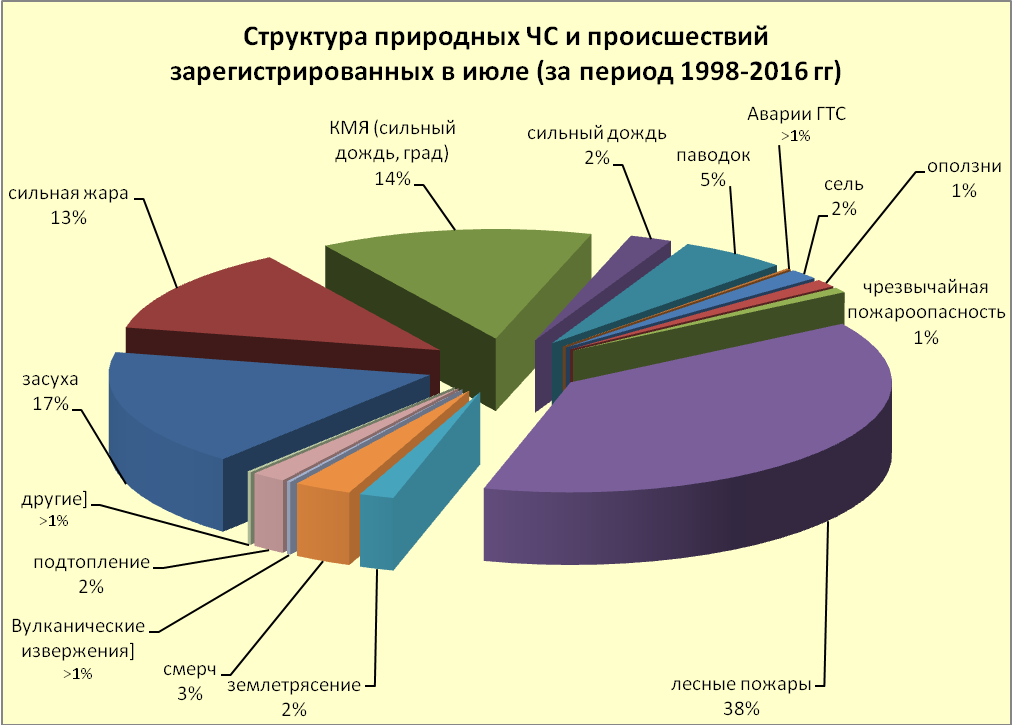 Структура природных ЧС и происшествий
зарегистрированных в июле (за период 1998-2016 гг)
КМЯ (сильный
дождь, град)
14%
сильный дождь
2%
паводок
5%
Аварии ГТС
>1%
сель
2%
оползни
1%
чрезвычайная
пожароопасность
1%
сильная жара
13%
засуха
17%
другие]
>1%
подтопление
2%
Вулканические
извержения]
>1%
смерч
3%
землетрясение
2%
лесные пожары
38%